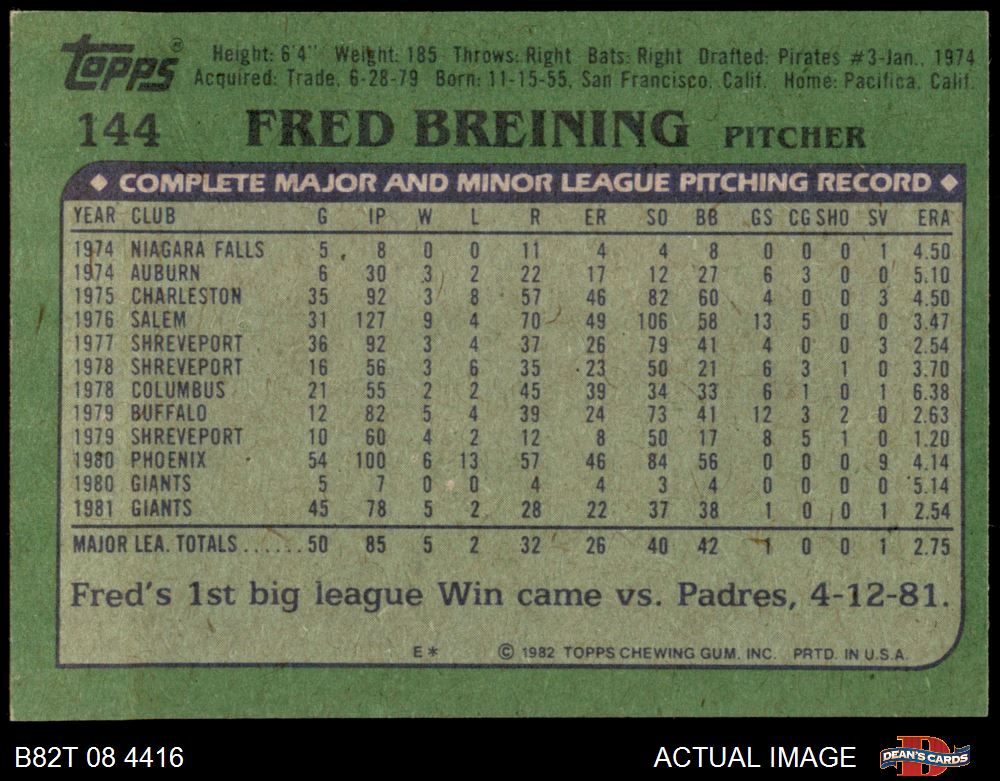 topps® Height: 6'4" Weight: 185 Throws: Right Bats: Right Drafted: Pirates #3-Jan., 1974
Acquired: Trade, 6-28-79 Born: 11-15-55, San Francisco, Calif. Home: Pacifica, Calif.
144 FRED BREINING PITCHER
◆ COMPLETE MAJOR AND MINOR LEAGUE PITCHING RECORD ◆
YEAR CLUB G IP W L R ER SO BB GS CG SHO SV ERA
1974 NIAGARA FALLS 5 8 0 0 11 4 4 8 0 0 0 1 4.50
1974 AUBURN 6 30 3 2 22 17 12 27 6 3 0 0 5.10
1975 CHARLESTON 35 92 3 8 57 46 82 60 4 0 0 3 4.50
1976 SALEM 31 127 9 4 70 49 106 58 13 5 0 0 3.47
1977 SHREVEPORT 36 92 3 4 37 26 79 41 4 0 0 3 2.54
1978 SHREVEPORT 16 56 3 6 35 23 50 21 6 3 1 0 3.70
1978 COLUMBUS 21 55 2 2 45 39 34 33 6 1 0 1 6.38
1979 BUFFALO 12 82 5 4 39 24 73 41 12 3 2 0 2.63
1979 SHREVEPORT 10 60 4 2 12 8 50 17 8 5 1 0 1.20
1980 PHOENIX 54 100 6 13 57 46 84 56 0 0 0 9 4.14
1980 GIANTS 5 7 0 0 4 4 3 4 0 0 0 0 5.14
1981 GIANTS 45 78 5 2 28 22 37 38 1 0 0 1 2.54
MAJOR LEA. TOTALS ...... 50 85 5 2 32 26 40 42 1 0 0 1 2.75
Fred's 1st big league Win came vs. Padres, 4-12-81.
E* © 1982 TOPPS CHEWING GUM, INC. PRTD. IN U.S.A.
B82T 08 4416 ACTUAL IMAGE DEAN'S CARDS